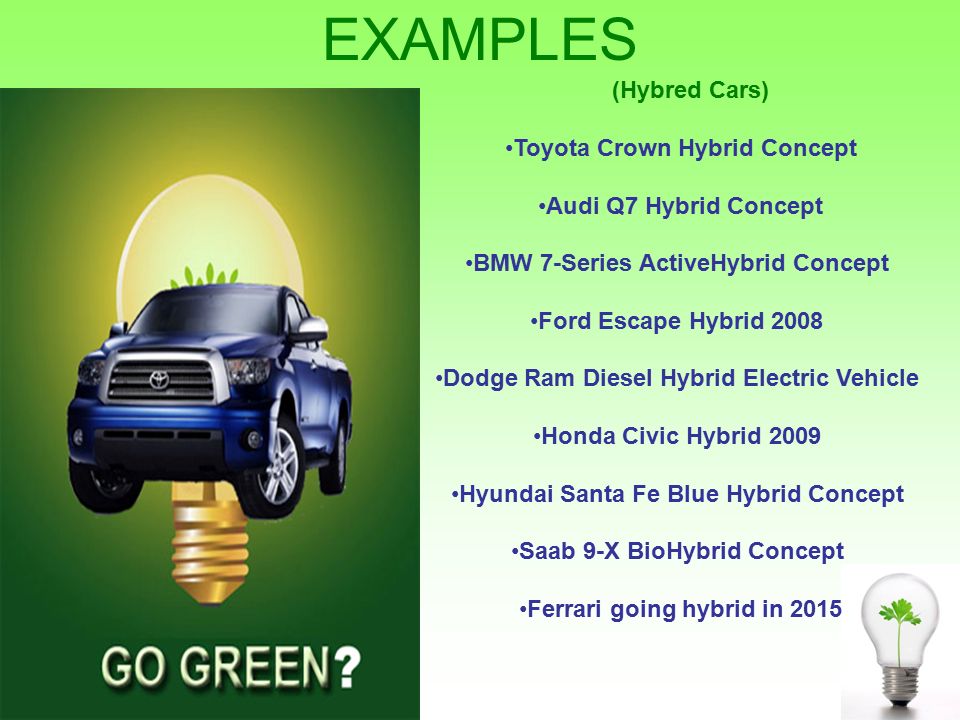 EXAMPLES
(Hybred Cars)
•Toyota Crown Hybrid Concept
•Audi Q7 Hybrid Concept
•BMW 7-Series ActiveHybrid Concept
•Ford Escape Hybrid 2008
•Dodge Ram Diesel Hybrid Electric Vehicle
•Honda Civic Hybrid 2009
•Hyundai Santa Fe Blue Hybrid Concept
•Saab 9-X BioHybrid Concept
•Ferrari going hybrid in 2015
GO GREEN?